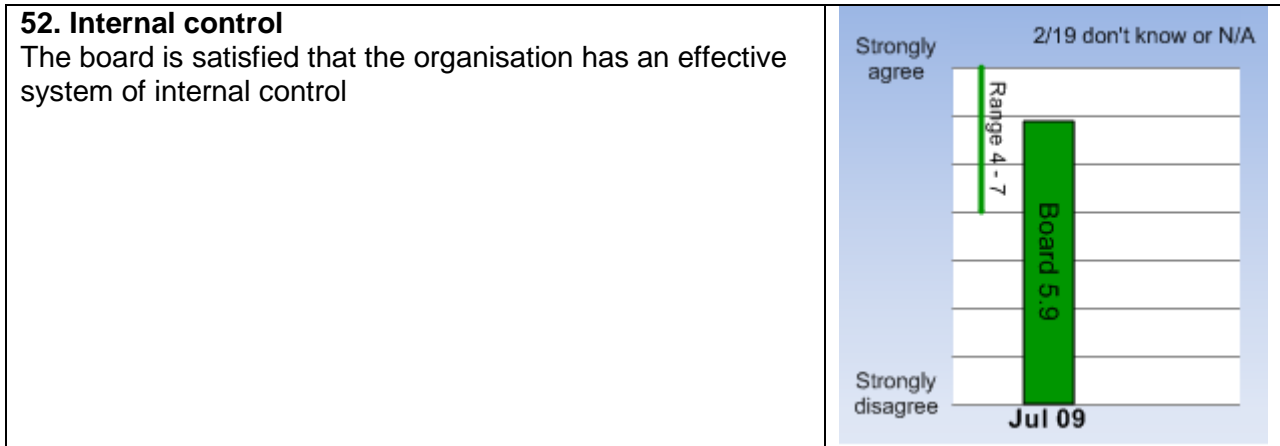 52. Internal control
The board is satisfied that the organisation has an effective
system of internal control
2/19 don't know or N/A
Strongly
agree
Range 4 - 7
Board 5.9
Strongly
disagree
Jul 09